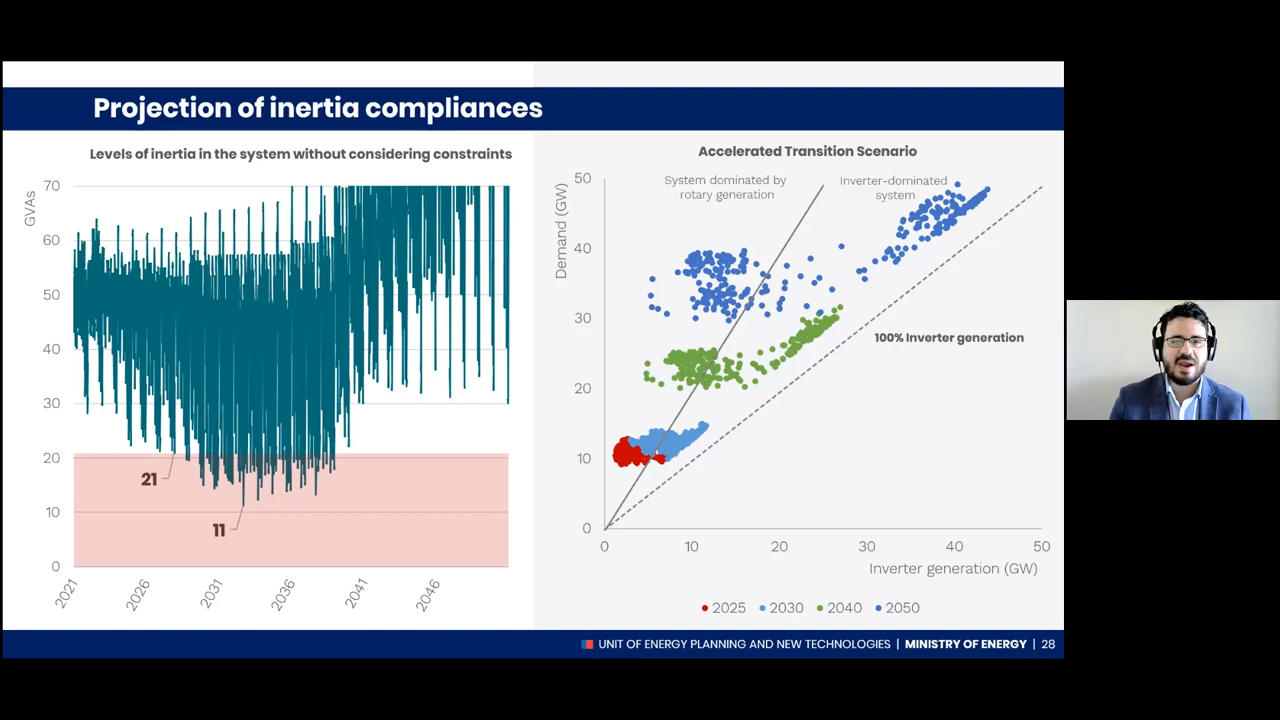 Projection of inertia compliances
Levels of inertia in the system without considering constraints
GVAs
70
60
50
40
30
20
10
0
21
11
2021
2026
2031
2036
2041
2046
Accelerated Transition Scenario
Demand (GW)
50
40
30
20
10
0
System dominated by
rotary generation
Inverter-dominated
system
100% Inverter generation
0
10
20
30
40
50
Inverter generation (GW)
2025
2030
2040
2050
UNIT OF ENERGY PLANNING AND NEW TECHNOLOGIES | MINISTRY OF ENERGY | 28